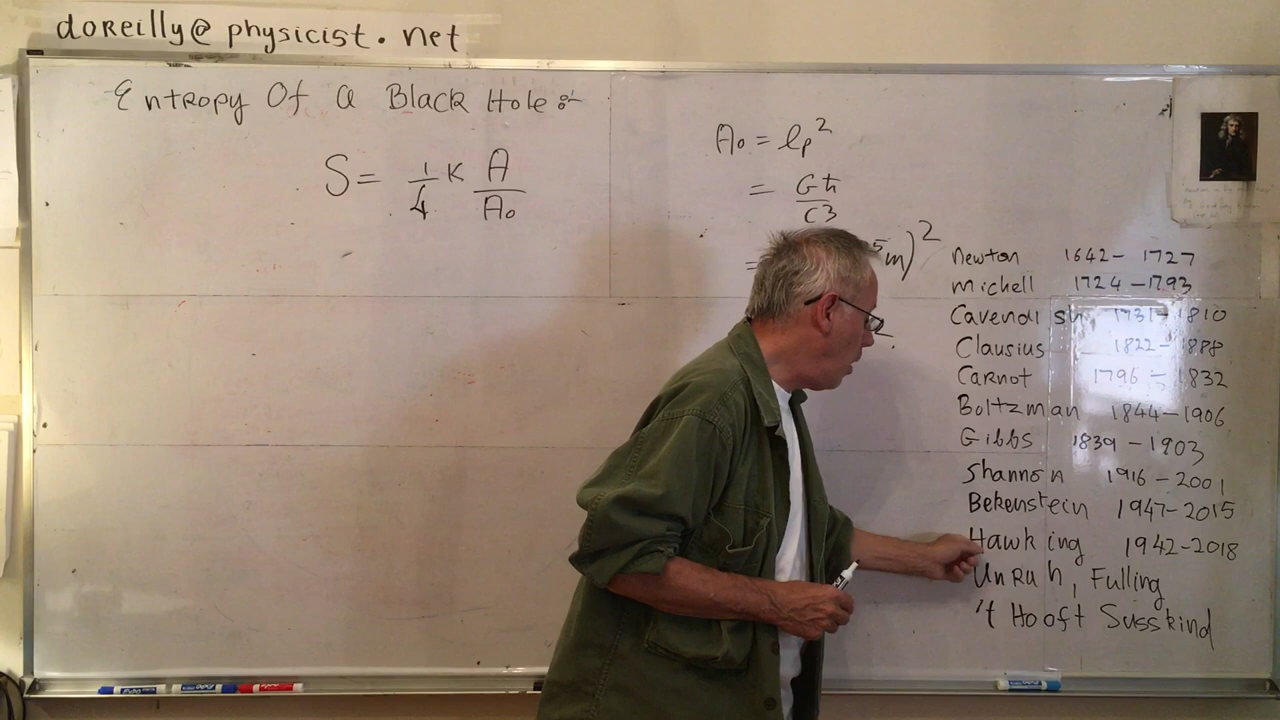 doReilly@physicist.net
Entropy Of a Black Hole:-
S = 1/4 K A/A₀
A₀ = lₚ²
= Għ/C3
= m)²
Newton 1642- 1727
Michell 1724 -1793
Cavendish 1731-1810
Clausius 1822-1888
Carnot 1796 - 1832
Boltzman 1844-1906
Gibbs 1839 -1903
Shannon 1916 - 2001
Bekenstein 1947-2015
Hawking 1942-2018
UnRuh, Fulling
't Hooft Susskind